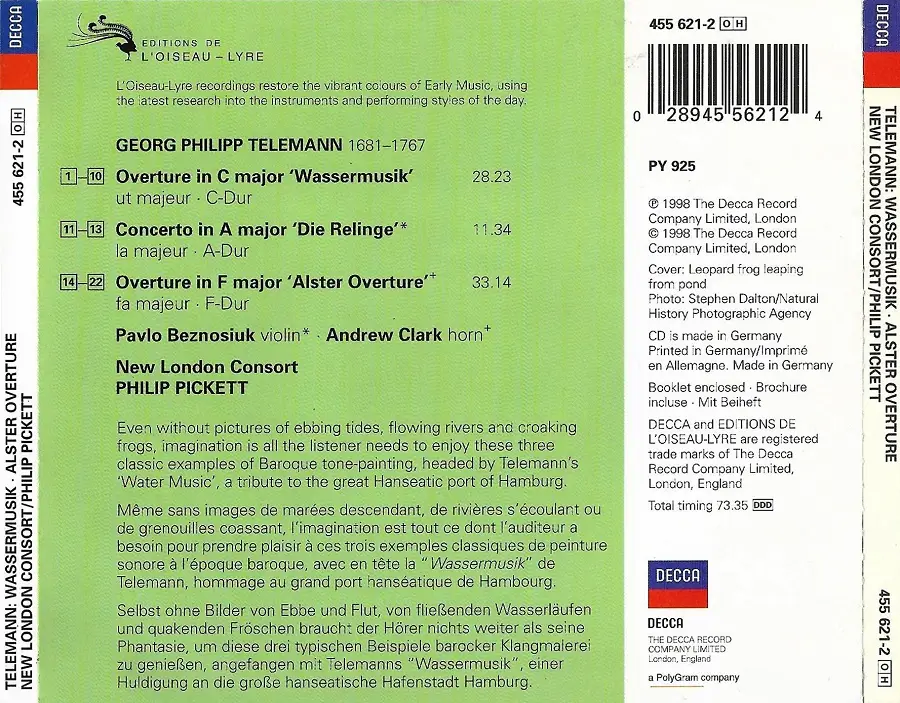 DECCA
455 621-2 OH
TELEMANN: WASSERMUSIK · ALSTER OVERTURE
NEW LONDON CONSORT/PHILIP PICKETT
EDITIONS DE
L'OISEAU-LYRE
L'Oiseau-Lyre recordings restore the vibrant colours of Early Music, using
the latest research into the instruments and performing styles of the day.
GEORG PHILIPP TELEMANN 1681–1767
1–10 Overture in C major 'Wassermusik' 28.23
ut majeur · C-Dur
11–13 Concerto in A major 'Die Relinge'* 11.34
la majeur · A-Dur
14–22 Overture in F major 'Alster Overture'+ 33.14
fa majeur · F-Dur
Pavlo Beznosiuk violin* · Andrew Clark horn+
New London Consort
PHILIP PICKETT
Even without pictures of ebbing tides, flowing rivers and croaking
frogs, imagination is all the listener needs to enjoy these three
classic examples of Baroque tone-painting, headed by Telemann's
'Water Music', a tribute to the great Hanseatic port of Hamburg.
Même sans images de marées descendant, de rivières s'écoulant ou
de grenouilles coassant, l'imagination est tout ce dont l'auditeur a
besoin pour prendre plaisir à ces trois exemples classiques de peinture
sonore à l'époque baroque, avec en tête la "Wassermusik" de
Telemann, hommage au grand port hanséatique de Hambourg.
Selbst ohne Bilder von Ebbe und Flut, von fließenden Wasserläufen
und quakenden Fröschen braucht der Hörer nichts weiter als seine
Phantasie, um diese drei typischen Beispiele barocker Klangmalerei
zu genießen, angefangen mit Telemanns "Wassermusik", einer
Huldigung an die große hanseatische Hafenstadt Hamburg.
455 621-2 OH
0 28945 56212 4
PY 925
℗ 1998 The Decca Record
Company Limited, London
© 1998 The Decca Record
Company Limited, London
Cover: Leopard frog leaping
from pond
Photo: Stephen Dalton/Natural
History Photographic Agency
CD is made in Germany
Printed in Germany/Imprimé
en Allemagne. Made in Germany
Booklet enclosed · Brochure
incluse · Mit Beiheft
DECCA and EDITIONS DE
L'OISEAU-LYRE are registered
trade marks of The Decca
Record Company Limited,
London, England
Total timing 73.35 DDD
DECCA
DECCA
THE DECCA RECORD
COMPANY LIMITED
London, England
a PolyGram company
DECCA
TELEMANN: WASSERMUSIK · ALSTER OVERTURE
NEW LONDON CONSORT/PHILIP PICKETT
455 621-2 OH